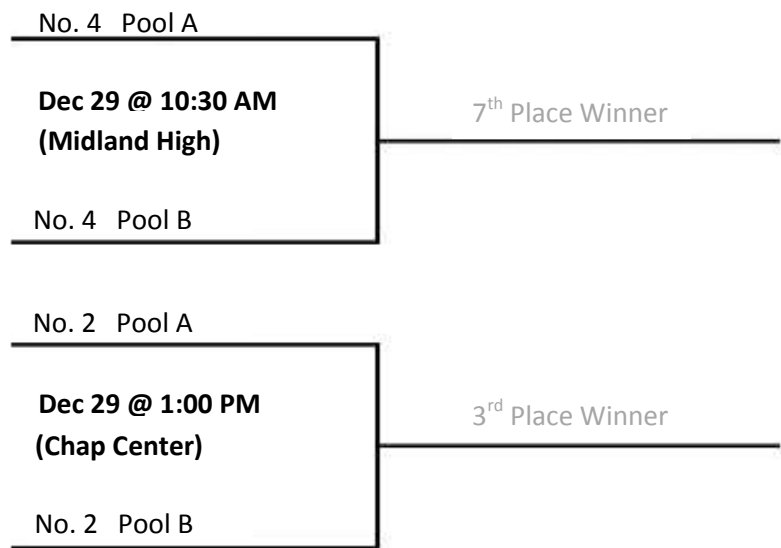 No. 4 Pool A
Dec 29 @ 10:30 AM
(Midland High)
7th Place Winner
No. 4 Pool B
No. 2 Pool A
Dec 29 @ 1:00 PM
(Chap Center)
3rd Place Winner
No. 2 Pool B